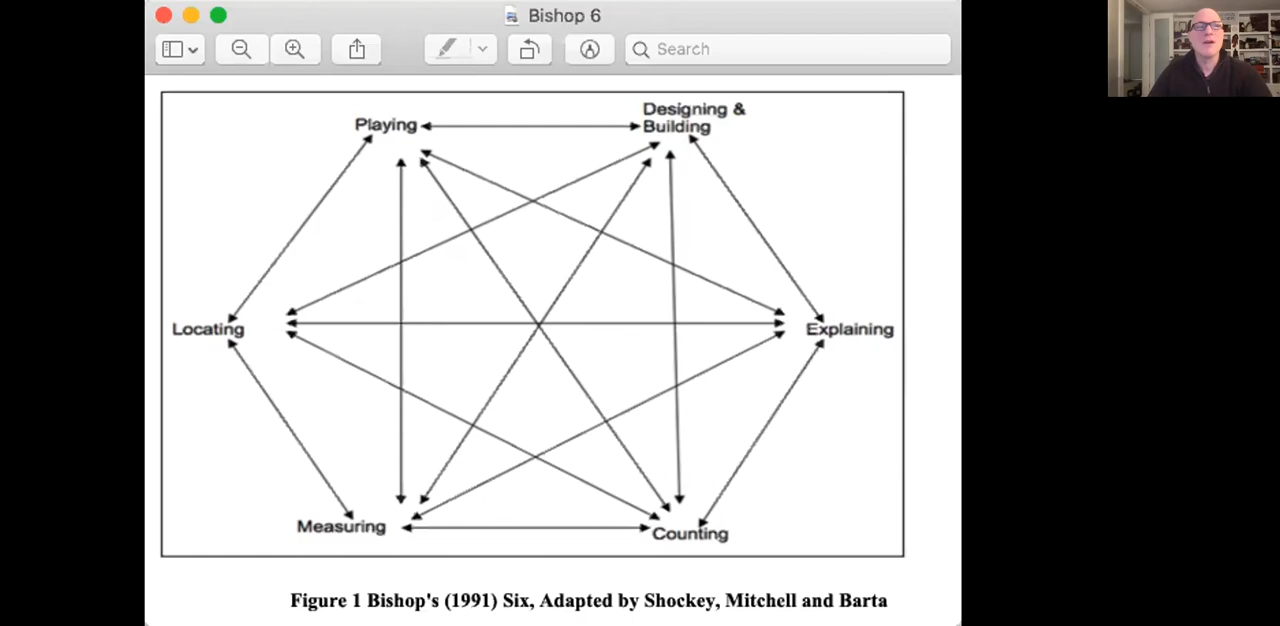 Bishop 6
Search
Playing
Designing &
Building
Locating
Explaining
Measuring
Counting
Figure 1 Bishop's (1991) Six, Adapted by Shockey, Mitchell and Barta